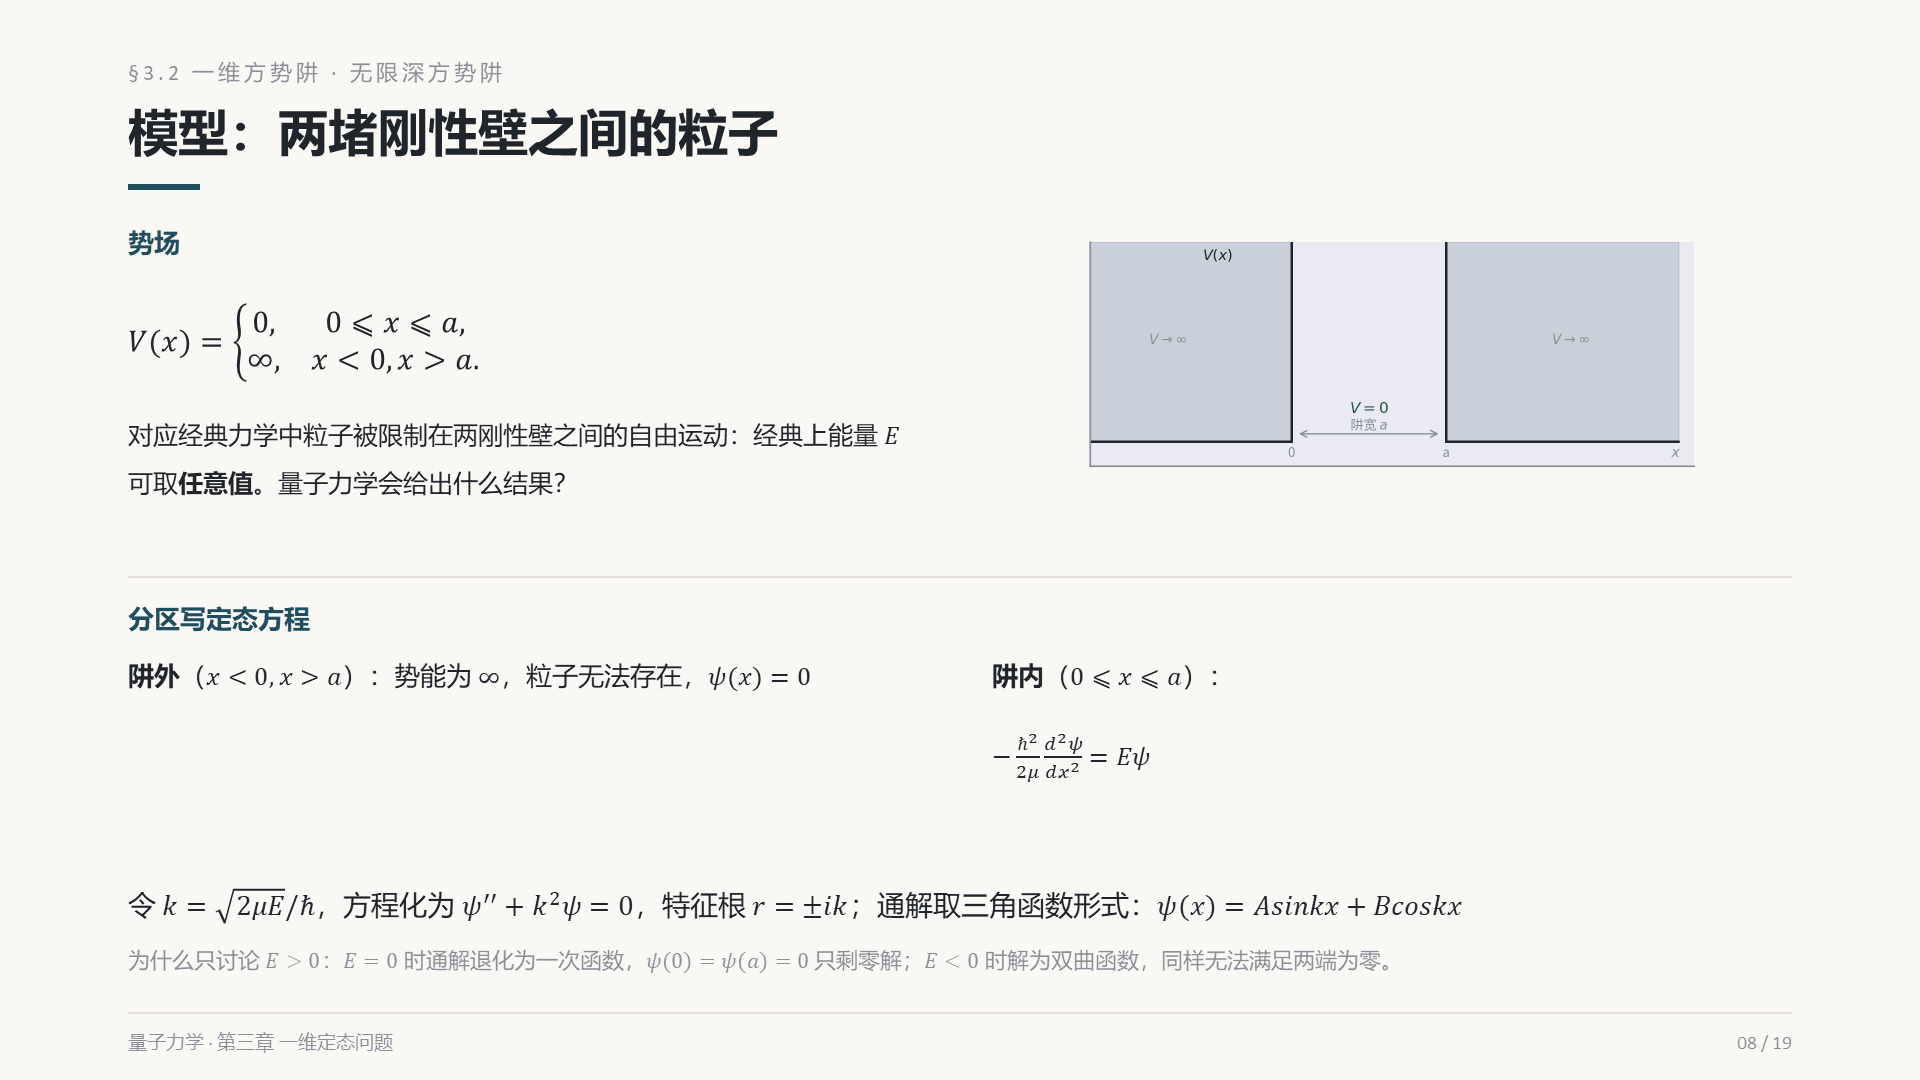 §3.2 一维方势阱 · 无限深方势阱
模型：两堵刚性壁之间的粒子
势场
V(x) = { 0, 0 ⩽ x ⩽ a,
∞, x < 0, x > a.
对应经典力学中粒子被限制在两刚性壁之间的自由运动：经典上能量 E
可取任意值。量子力学会给出什么结果？
V(x)
V → ∞
V → ∞
V = 0
阱宽 a
0
a
x
分区写定态方程
阱外（x < 0, x > a）：势能为 ∞，粒子无法存在，ψ(x) = 0
阱内（0 ⩽ x ⩽ a）：
−ħ²/2μ d²ψ/dx² = Eψ
令 k = √2μE/ħ，方程化为 ψ′′ + k²ψ = 0，特征根 r = ±ik；通解取三角函数形式：ψ(x) = Asinkx + Bcoskx
为什么只讨论 E > 0：E = 0 时通解退化为一次函数，ψ(0) = ψ(a) = 0 只剩零解；E < 0 时解为双曲函数，同样无法满足两端为零。
量子力学 · 第三章 一维定态问题
08 / 19